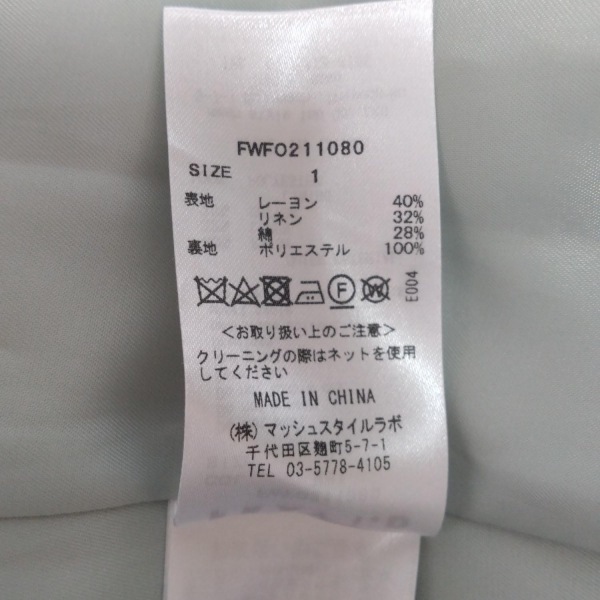 FWFO211080
SIZE 1
表地 レーヨン 40%
リネン 32%
綿 28%
裏地 ポリエステル 100%
F W E004
<お取り扱い上のご注意>
クリーニングの際はネットを使用
してください
MADE IN CHINA
(株) マッシュスタイルラボ
千代田区麹町5-7-1
TEL 03-5778-4105